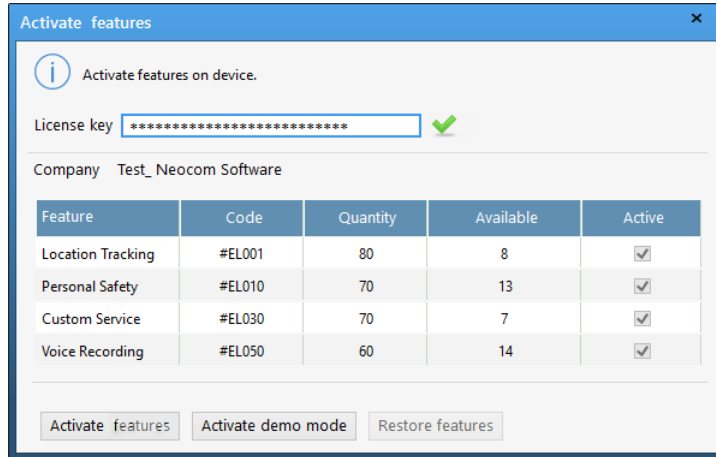 Activate features
Activate features on device.
License key **************************
Company Test_ Neocom Software
Feature Code Quantity Available Active
Location Tracking #EL001 80 8
Personal Safety #EL010 70 13
Custom Service #EL030 70 7
Voice Recording #EL050 60 14
Activate features Activate demo mode Restore features